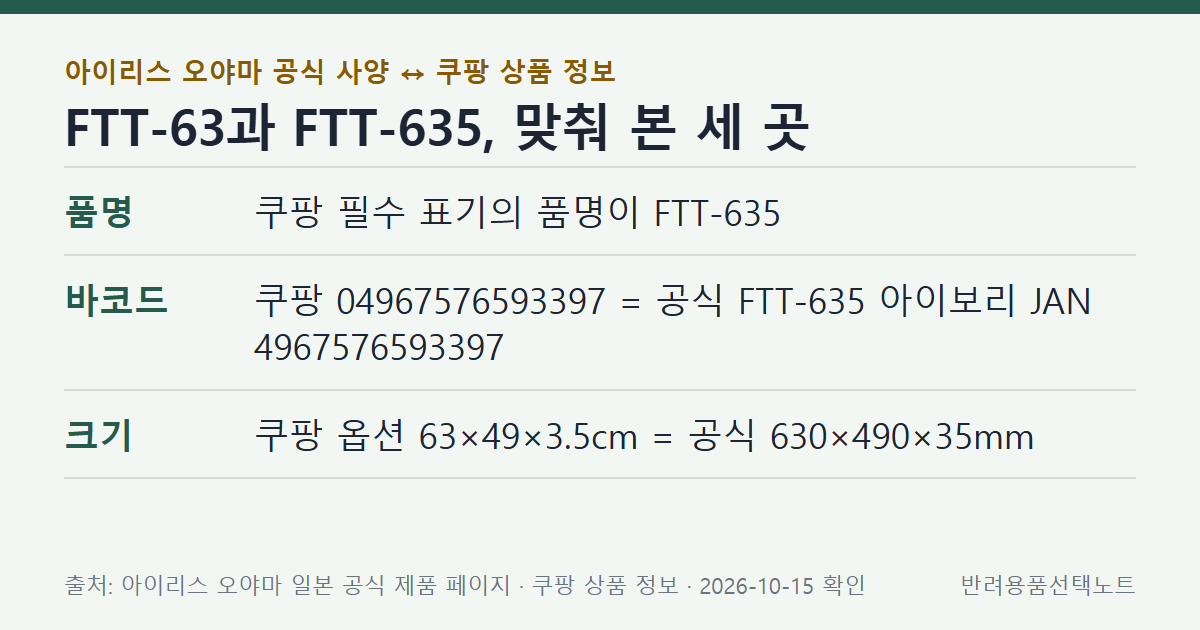 아이리스 오야마 공식 사양 ↔ 쿠팡 상품 정보
FTT-63과 FTT-635, 맞춰 본 세 곳
품명 쿠팡 필수 표기의 품명이 FTT-635
바코드 쿠팡 04967576593397 = 공식 FTT-635 아이보리 JAN
4967576593397
크기 쿠팡 옵션 63×49×3.5cm = 공식 630×490×35mm
출처: 아이리스 오야마 일본 공식 제품 페이지 · 쿠팡 상품 정보 · 2026-10-15 확인 반려용품선택노트